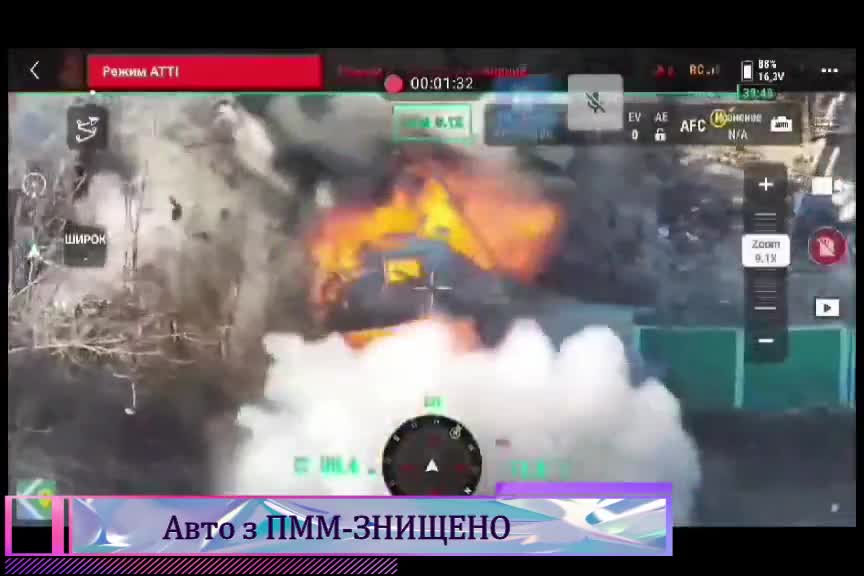 Режим ATTI
00:01:32
RC
88%
16,3V
39:48
EV
0
AE
AFC
N/A
ШИРОК
Zoom
9.1X
Авто з ПММ-ЗНИЩЕНО